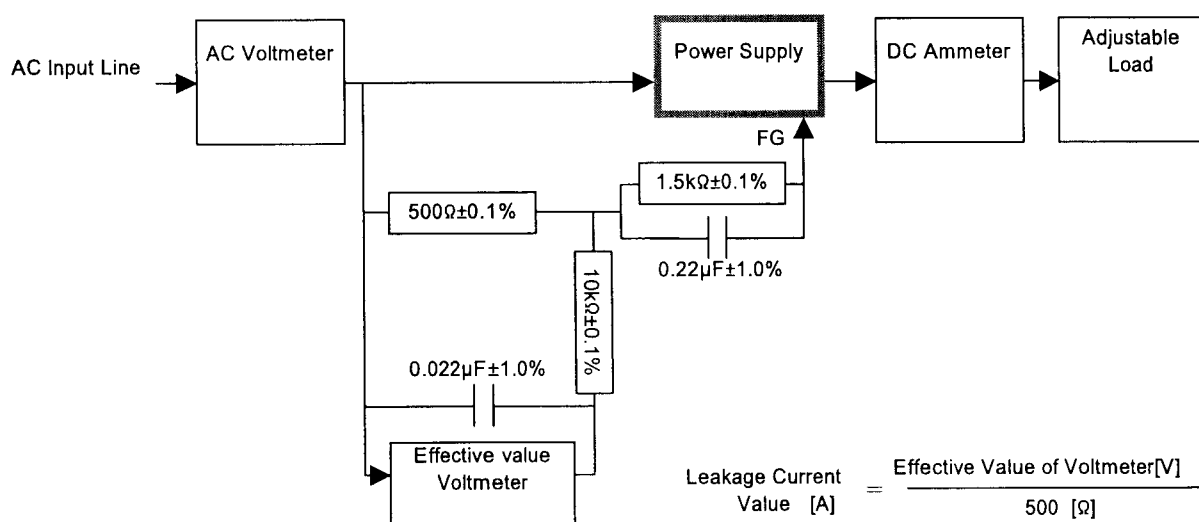 AC Input Line
AC Voltmeter
Power Supply
DC Ammeter
Adjustable
Load
FG
500Ω±0.1%
1.5kΩ±0.1%
0.22µF±1.0%
10kΩ±0.1%
0.022µF±1.0%
Effective value
Voltmeter
Leakage Current
Value [A]
=
Effective Value of Voltmeter[V]
500 [Ω]